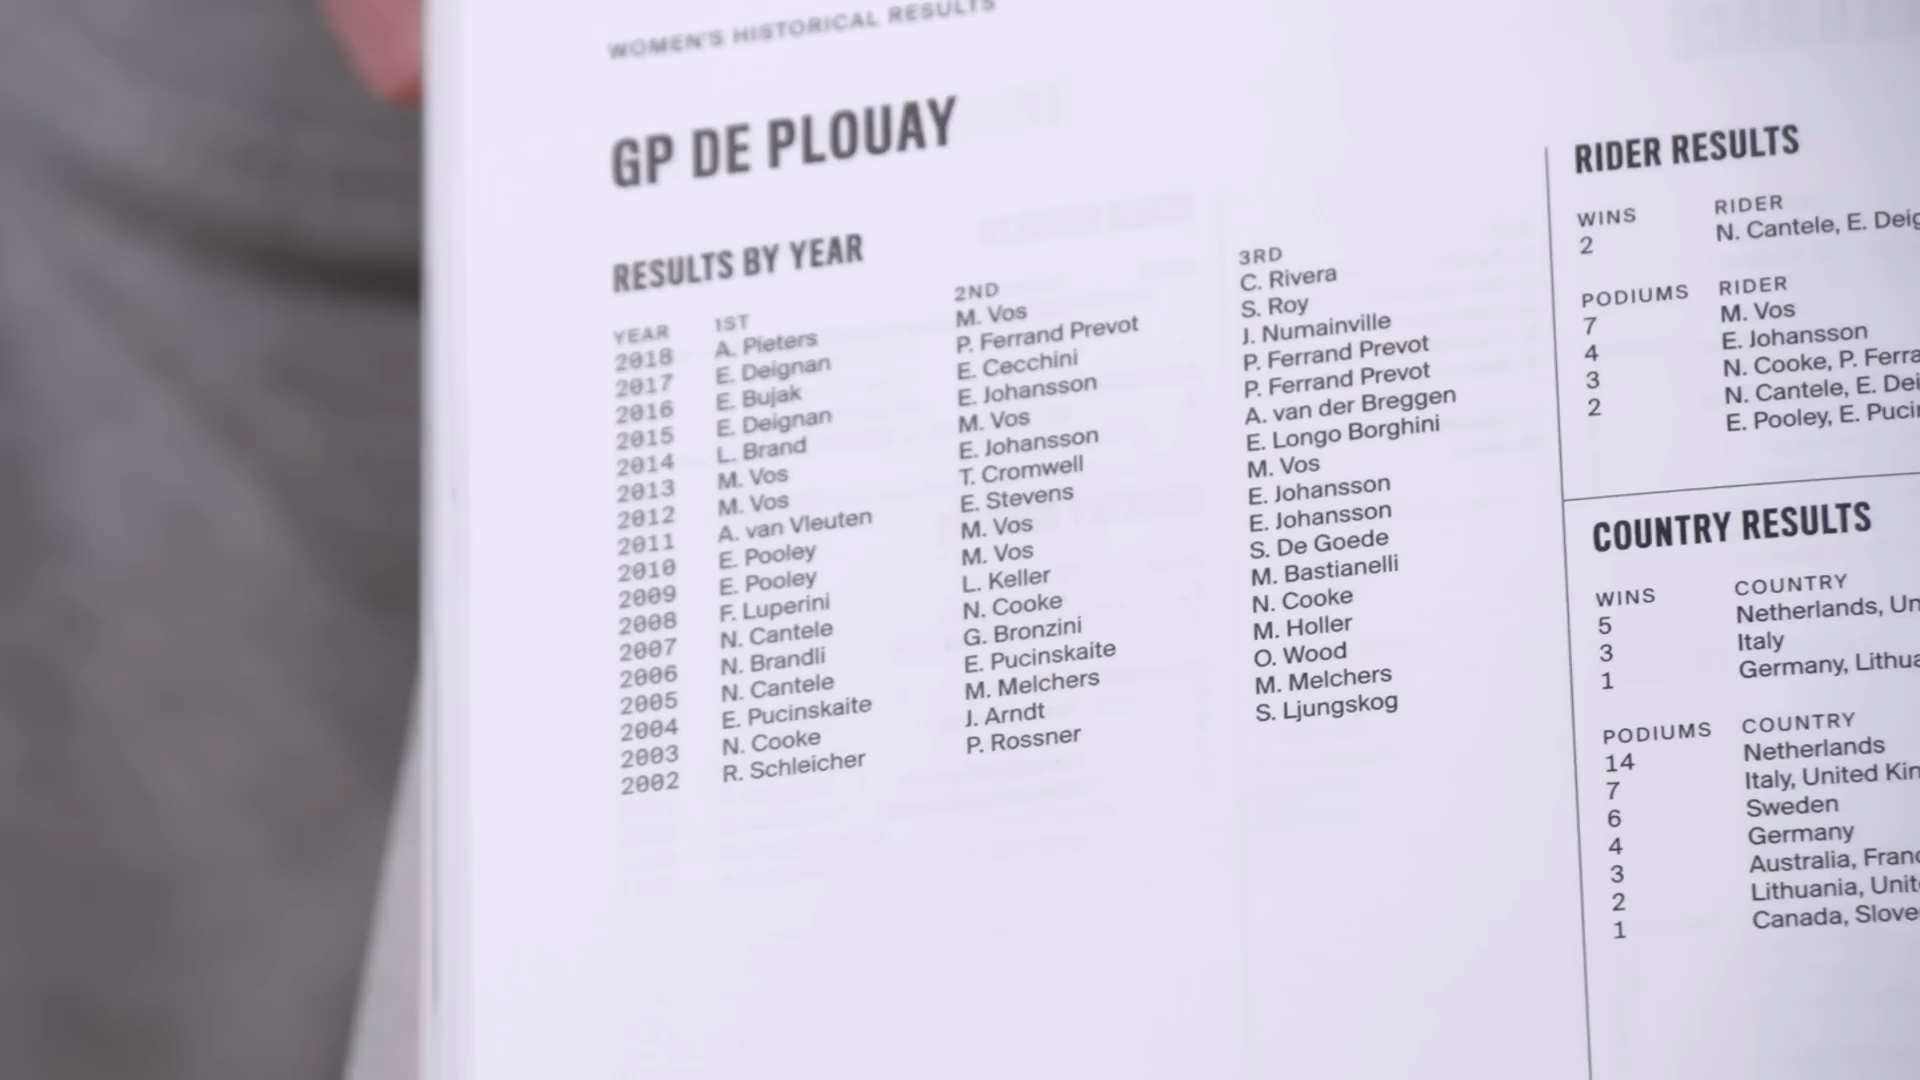 WOMEN'S HISTORICAL RESULTS
GP DE PLOUAY
RESULTS BY YEAR
YEAR 1ST 2ND 3RD
2018 A. Pieters M. Vos C. Rivera
2017 E. Deignan P. Ferrand Prevot S. Roy
2016 E. Bujak E. Cecchini J. Numainville
2015 E. Deignan E. Johansson P. Ferrand Prevot
2014 L. Brand M. Vos P. Ferrand Prevot
2013 M. Vos E. Johansson A. van der Breggen
2012 M. Vos T. Cromwell E. Longo Borghini
2011 A. van Vleuten E. Stevens M. Vos
2010 E. Pooley M. Vos E. Johansson
2009 E. Pooley M. Vos E. Johansson
2008 F. Luperini L. Keller S. De Goede
2007 N. Cantele N. Cooke M. Bastianelli
2006 N. Brandli G. Bronzini N. Cooke
2005 N. Cantele E. Pucinskaite M. Holler
2004 E. Pucinskaite M. Melchers O. Wood
2003 N. Cooke J. Arndt M. Melchers
2002 R. Schleicher P. Rossner S. Ljungskog
RIDER RESULTS
WINS RIDER
2 N. Cantele, E. Deig
PODIUMS RIDER
7 M. Vos
4 E. Johansson
3 N. Cooke, P. Ferra
2 N. Cantele, E. Dei
E. Pooley, E. Pucin
COUNTRY RESULTS
WINS COUNTRY
5 Netherlands, Un
3 Italy
1 Germany, Lithua
PODIUMS COUNTRY
14 Netherlands
7 Italy, United Kin
6 Sweden
4 Germany
3 Australia, Franc
2 Lithuania, Unit
1 Canada, Slove